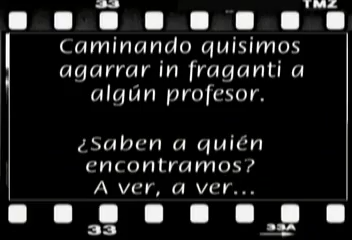 33
TMZ
Caminando quisimos
agarrar in fraganti a
algún profesor.
¿Saben a quién
encontramos?
A ver, a ver...
33
33A